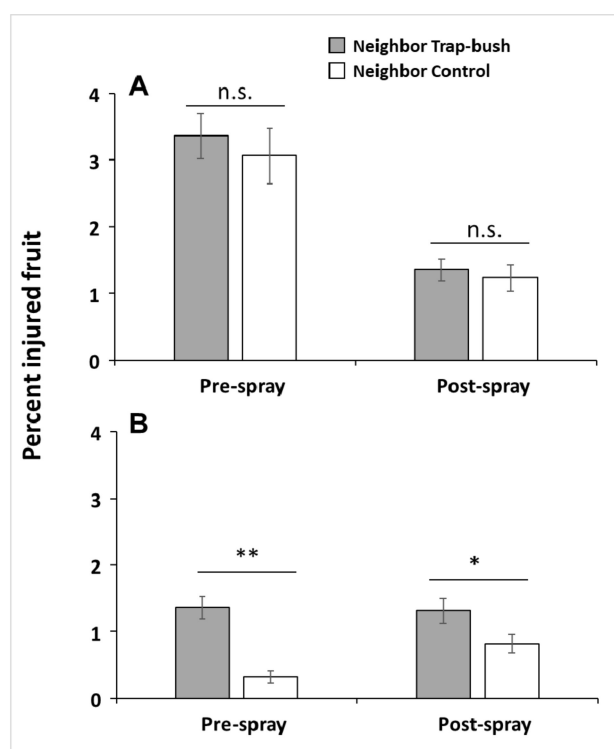 Neighbor Trap-bush
Neighbor Control
A
n.s.
n.s.
4
3
2
1
0
Pre-spray
Post-spray
Percent injured fruit
B
**
*
4
3
2
1
0
Pre-spray
Post-spray